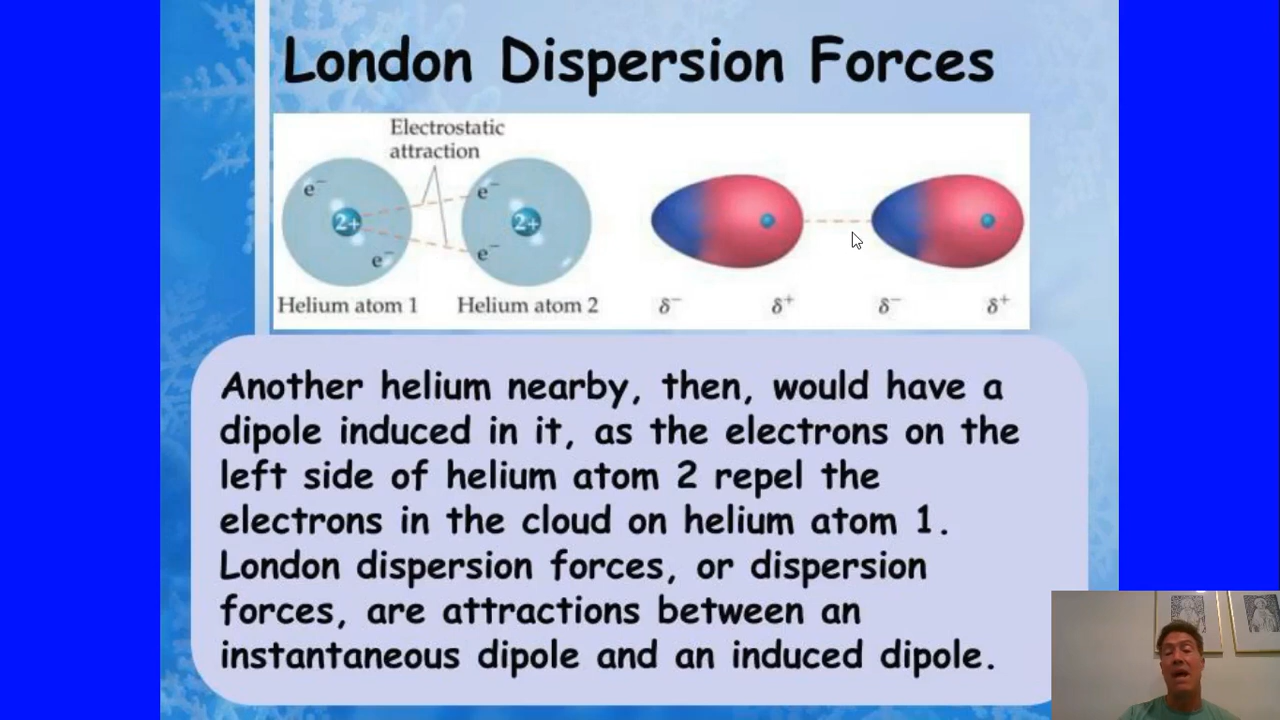 London Dispersion Forces
Electrostatic
attraction
e⁻
e⁻
2+
2+
e⁻
e⁻
Helium atom 1
Helium atom 2
δ⁻
δ⁺
δ⁻
δ⁺
Another helium nearby, then, would have a
dipole induced in it, as the electrons on the
left side of helium atom 2 repel the
electrons in the cloud on helium atom 1.
London dispersion forces, or dispersion
forces, are attractions between an
instantaneous dipole and an induced dipole.